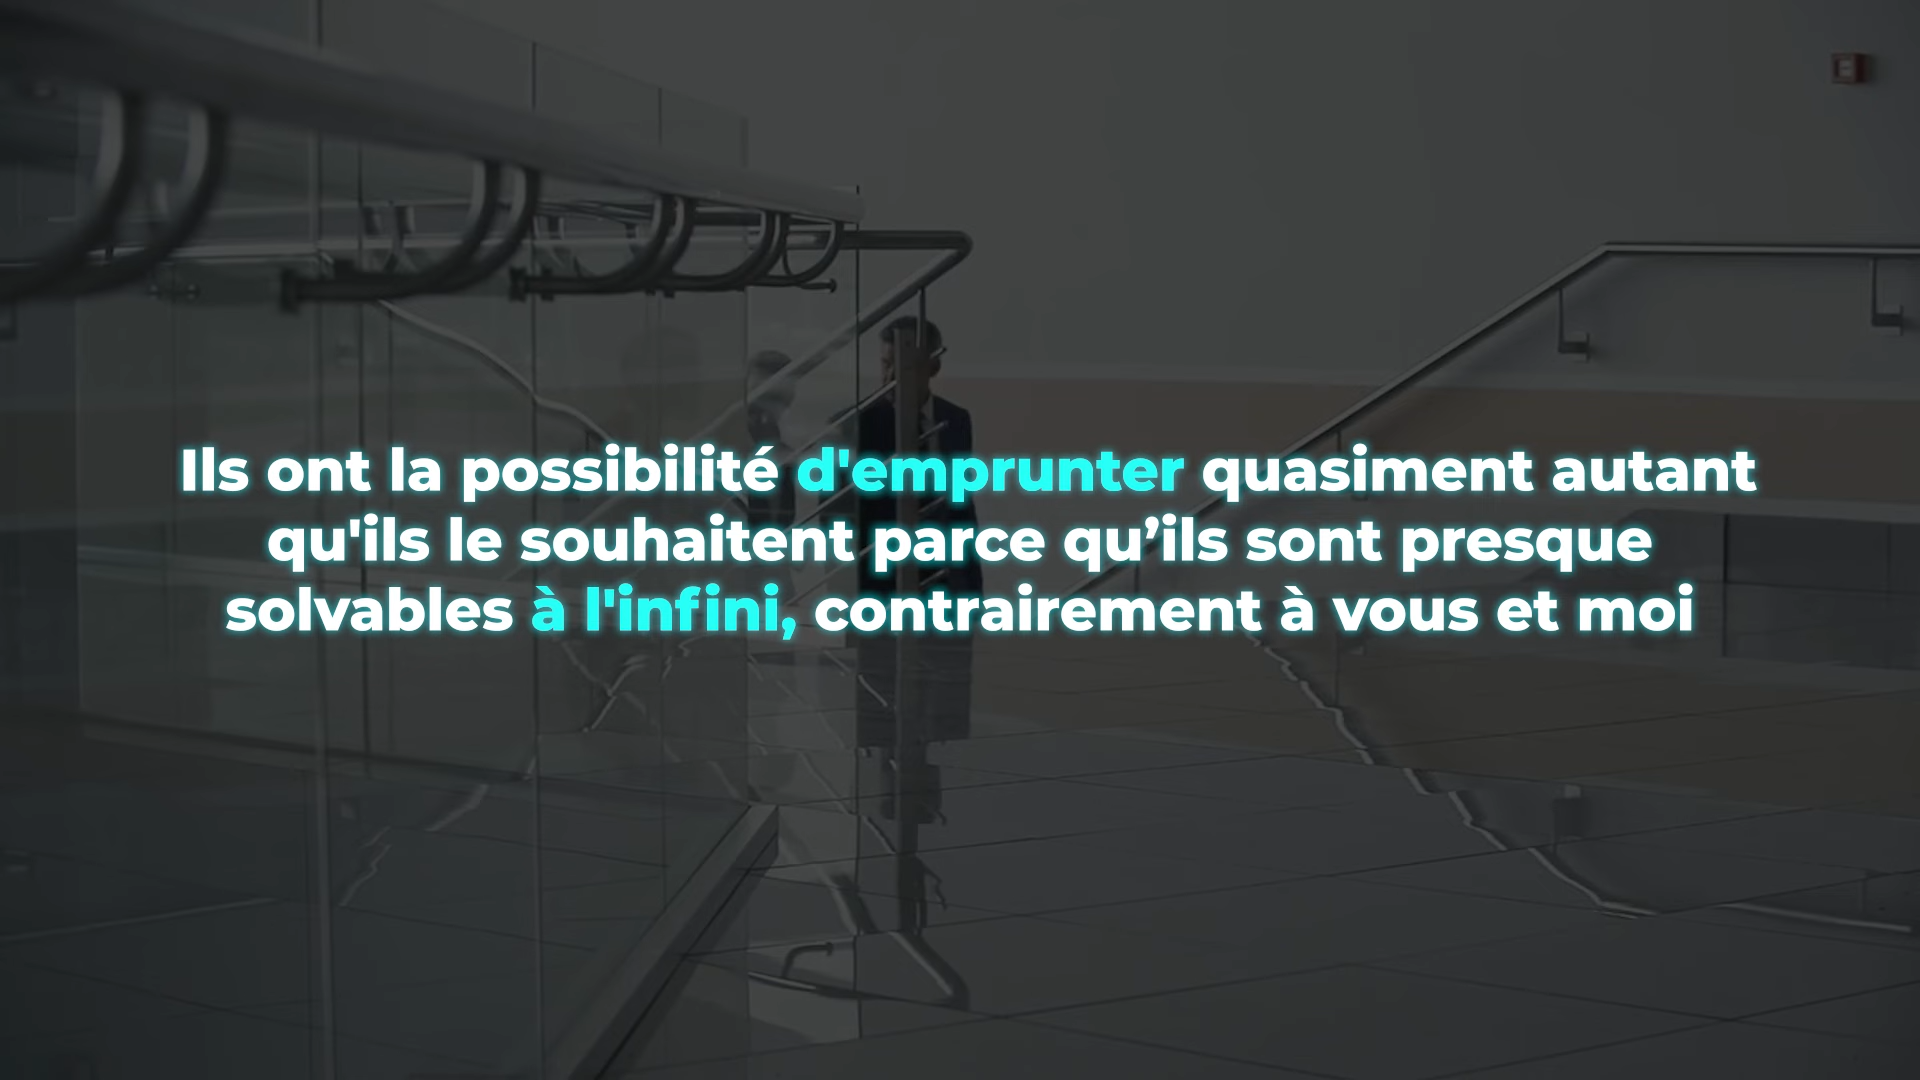 Ils ont la possibilité d'emprunter quasiment autant
qu'ils le souhaitent parce qu’ils sont presque
solvables à l'infini, contrairement à vous et moi